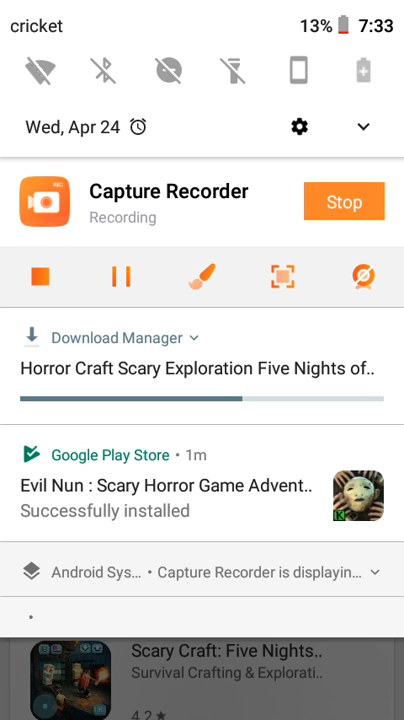 cricket 13% 7:33
Wed, Apr 24
Capture Recorder
Recording
Stop
Download Manager
Horror Craft Scary Exploration Five Nights of..
Google Play Store • 1m
Evil Nun : Scary Horror Game Advent..
Successfully installed
Android Sys... • Capture Recorder is displayin...
Scary Craft: Five Nights..
Survival Crafting & Explorati..
4.2★